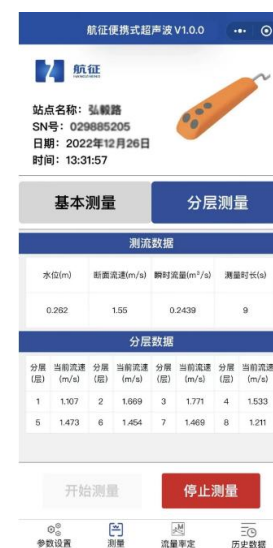 航征便携式超声波 V1.0.0
航征
站点名称: 弘毅路
SN号: 029885205
日期: 2022年12月26日
时间: 13:31:57
基本测量 分层测量
测流数据
水位(m) 断面流速(m/s) 瞬时流量(m³/s) 测量时长(s)
0.262 1.55 0.2439 9
分层数据
分层(层) 当前流速(m/s) 分层(层) 当前流速(m/s) 分层(层) 当前流速(m/s) 分层(层) 当前流速(m/s)
1 1.107 2 1.669 3 1.771 4 1.533
5 1.473 6 1.454 7 1.469 8 1.211
开始测量 停止测量
参数设置 测量 流量率定 历史数据